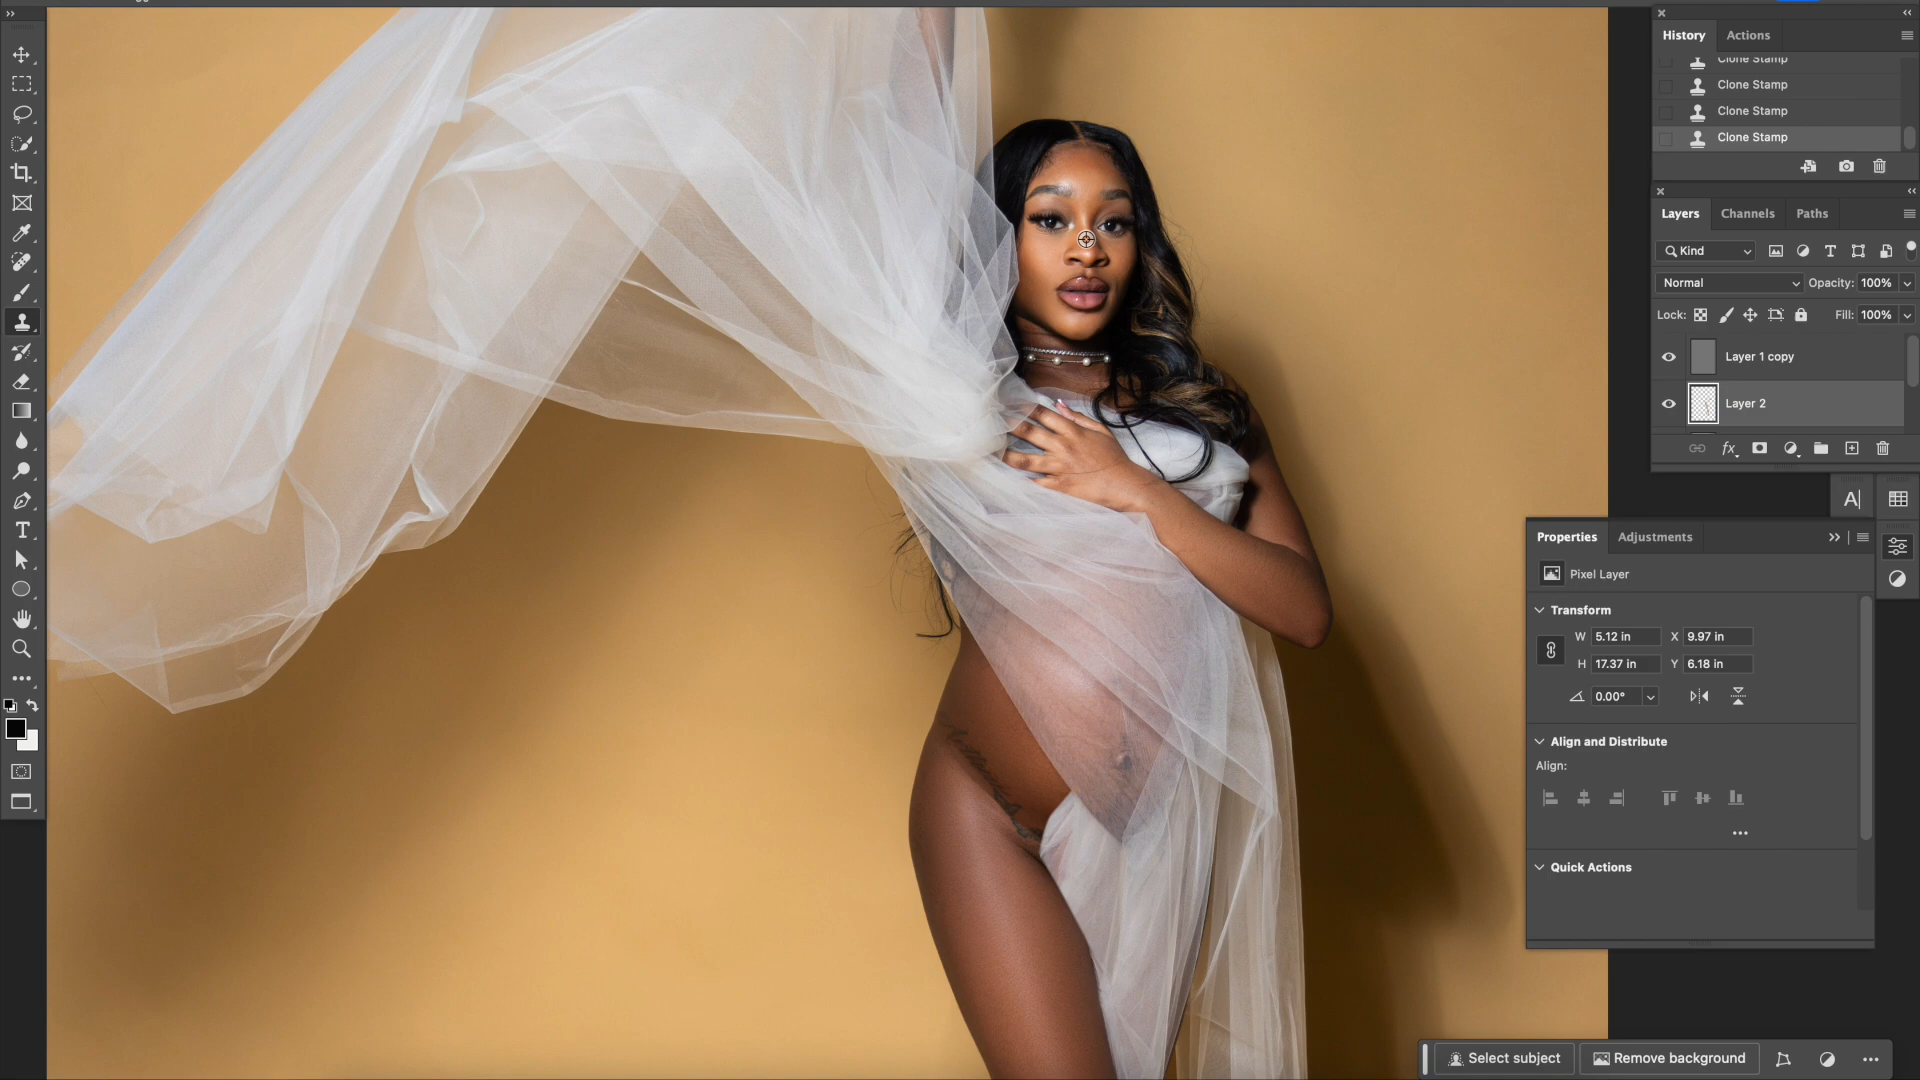 History Actions
Clone Stamp
Clone Stamp
Clone Stamp
Clone Stamp
Layers Channels Paths
Kind
Normal Opacity: 100%
Lock: Fill: 100%
Layer 1 copy
Layer 2
fx
A|
Properties Adjustments
Pixel Layer
Transform
W 5.12 in X 9.97 in
H 17.37 in Y 6.18 in
0.00°
Align and Distribute
Align:
Quick Actions
Select subject Remove background